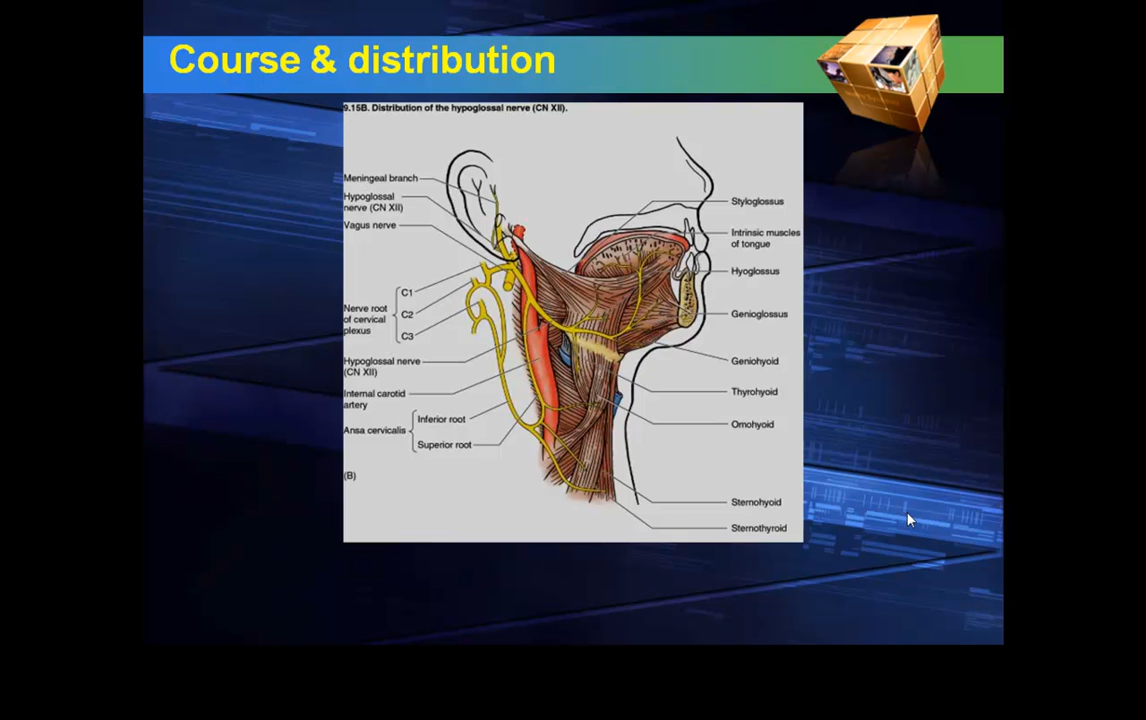 Course & distribution
9.15B. Distribution of the hypoglossal nerve (CN XII).
Meningeal branch
Hypoglossal
nerve (CN XII)
Vagus nerve
C1
Nerve root
of cervical
plexus
C2
C3
Hypoglossal nerve
(CN XII)
Internal carotid
artery
Ansa cervicalis
Inferior root
Superior root
(B)
Styloglossus
Intrinsic muscles
of tongue
Hyoglossus
Genioglossus
Geniohyoid
Thyrohyoid
Omohyoid
Sternohyoid
Sternothyroid